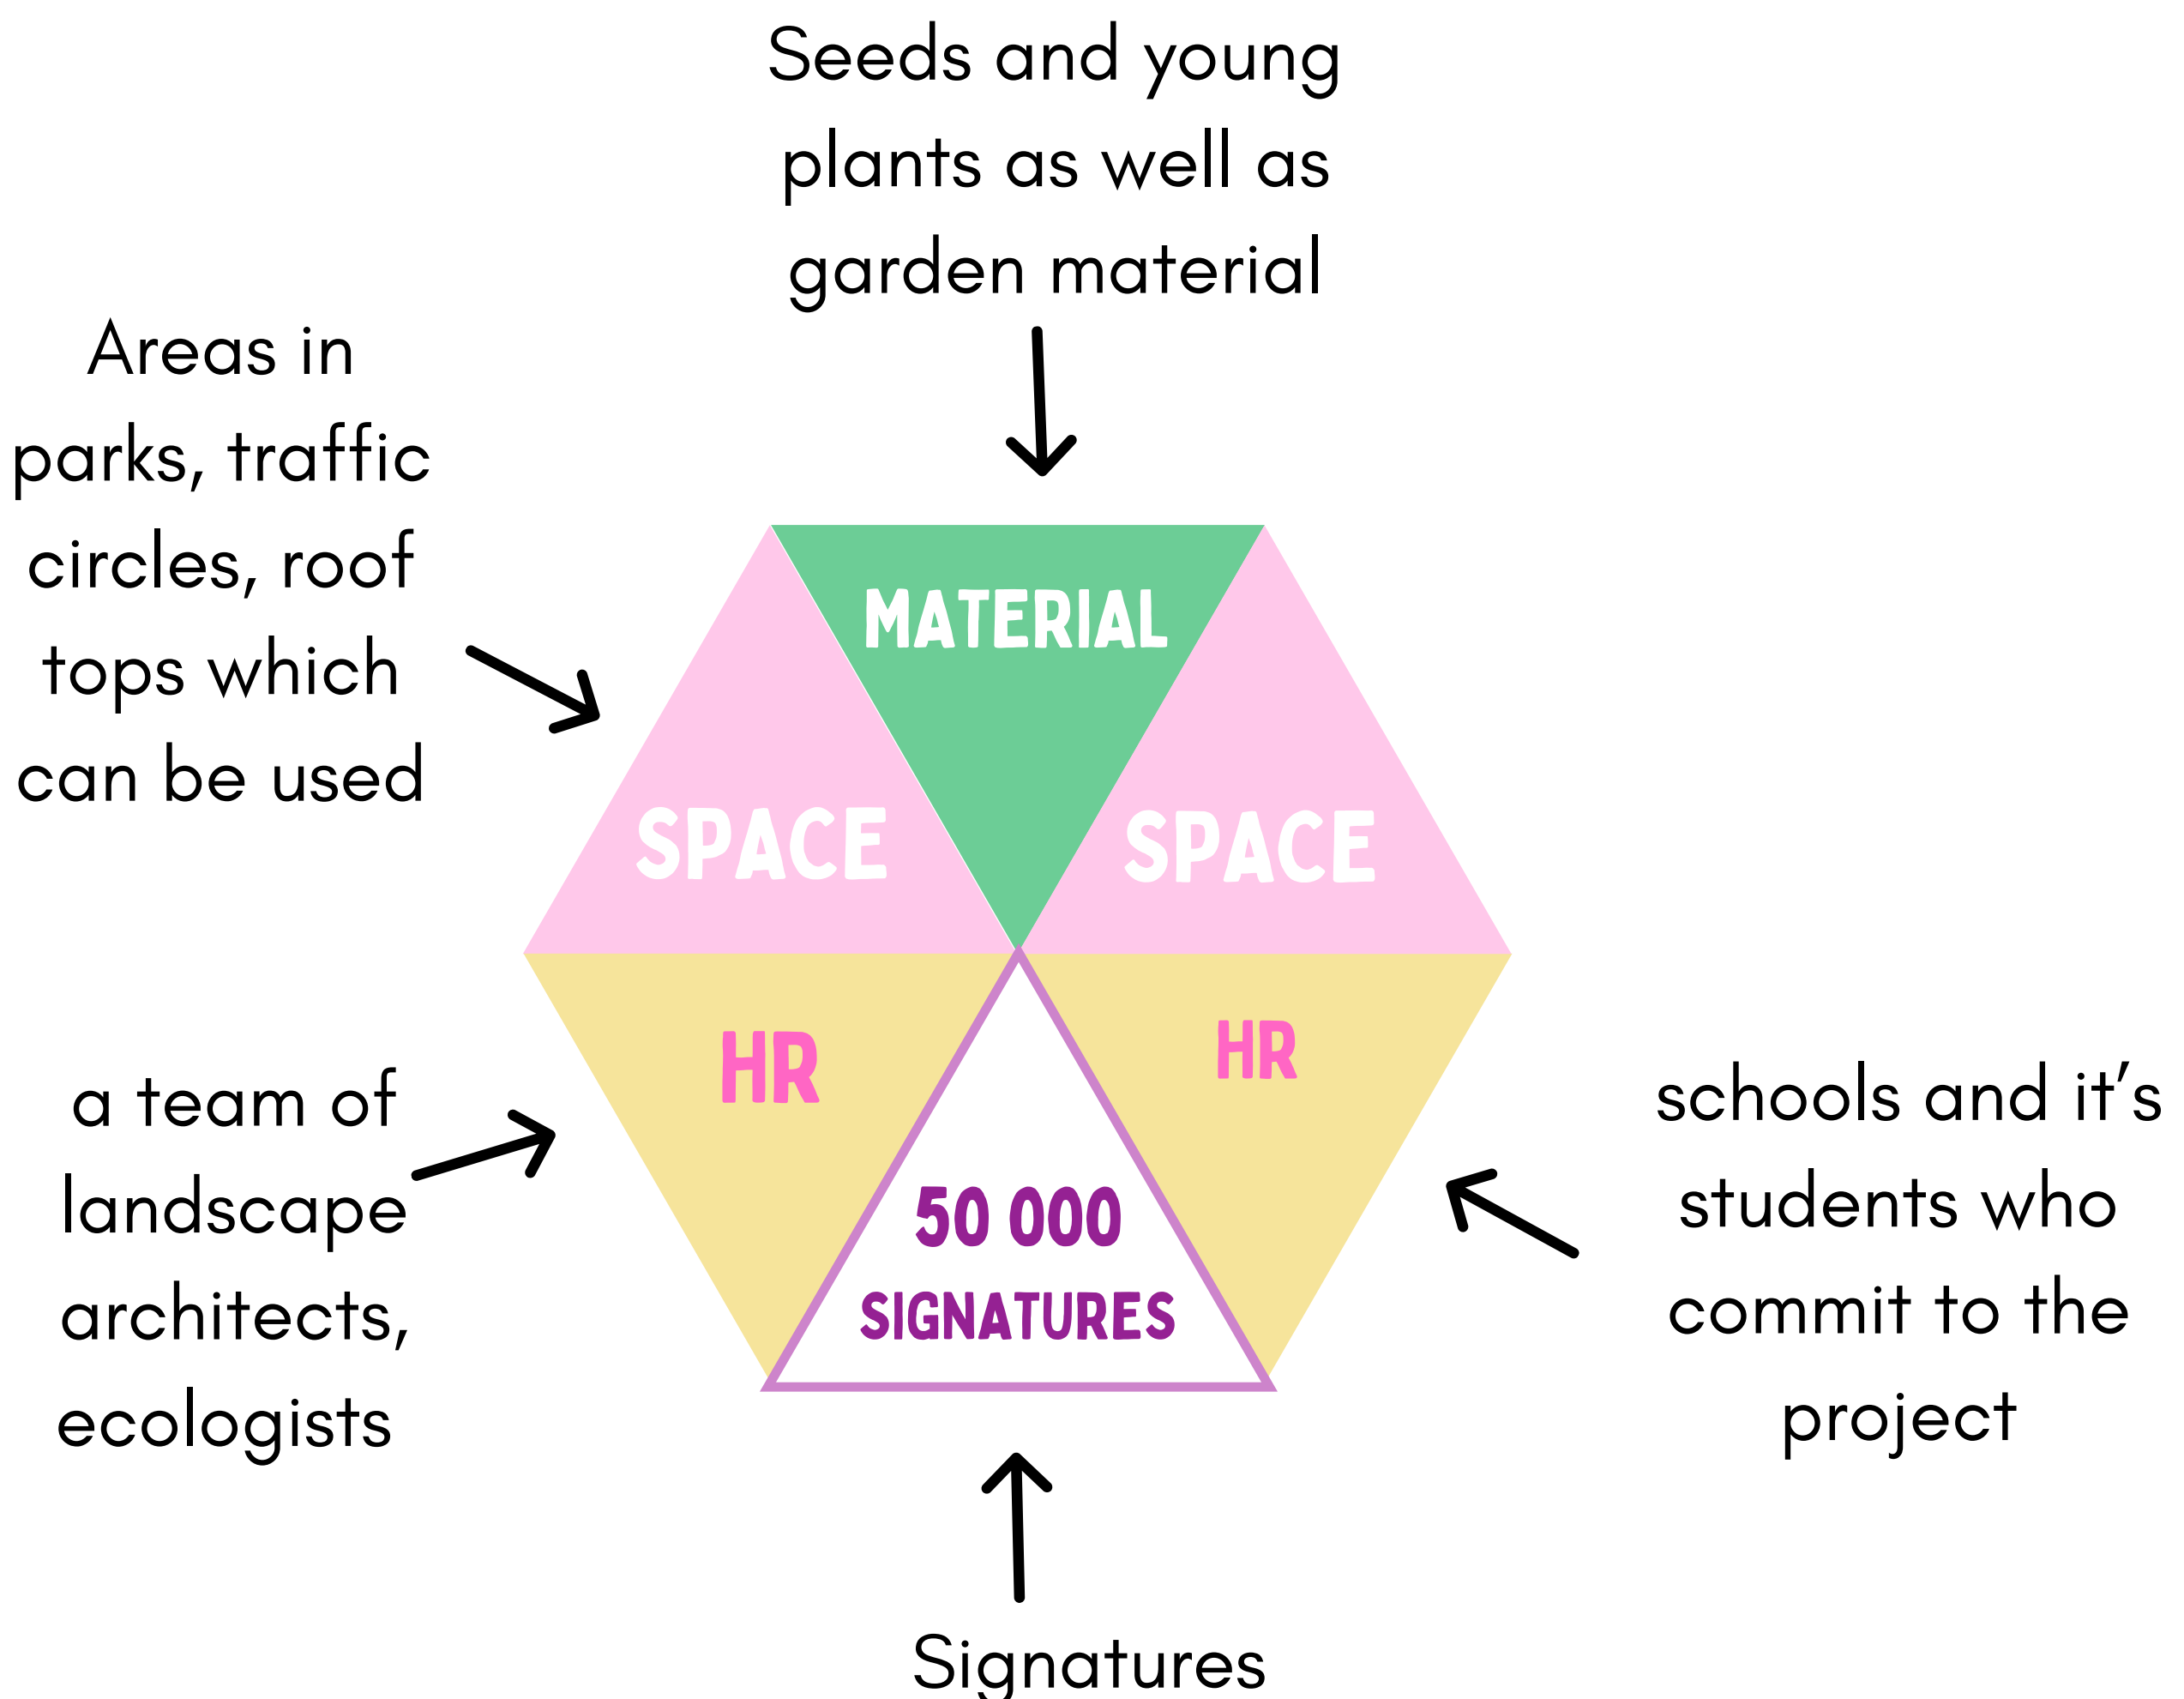 Seeds and young
plants as well as
garden material
Areas in
parks, traffic
circles, roof
tops which
can be used
MATERIAL
SPACE
SPACE
HR
HR
a team of
landscape
architects,
ecologists
schools and it's
students who
commit to the
project
50 000
SIGNATURES
Signatures